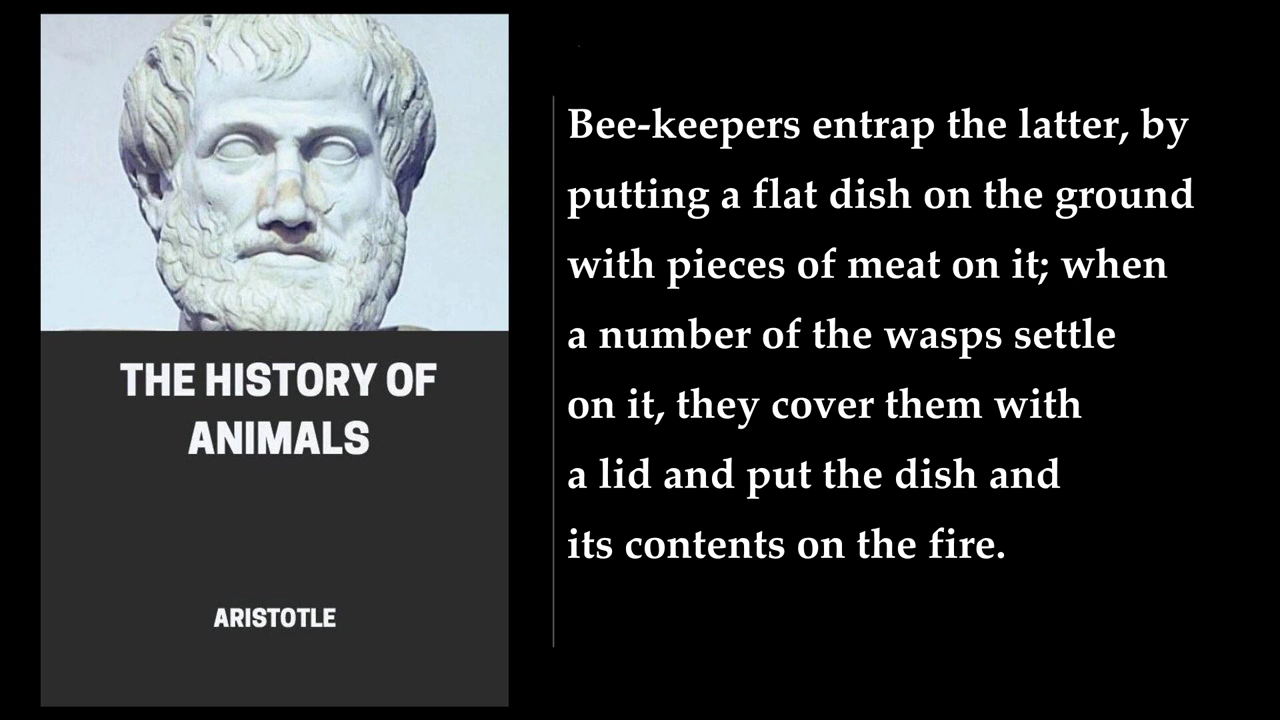 THE HISTORY OF
ANIMALS
ARISTOTLE
Bee-keepers entrap the latter, by
putting a flat dish on the ground
with pieces of meat on it; when
a number of the wasps settle
on it, they cover them with
a lid and put the dish and
its contents on the fire.